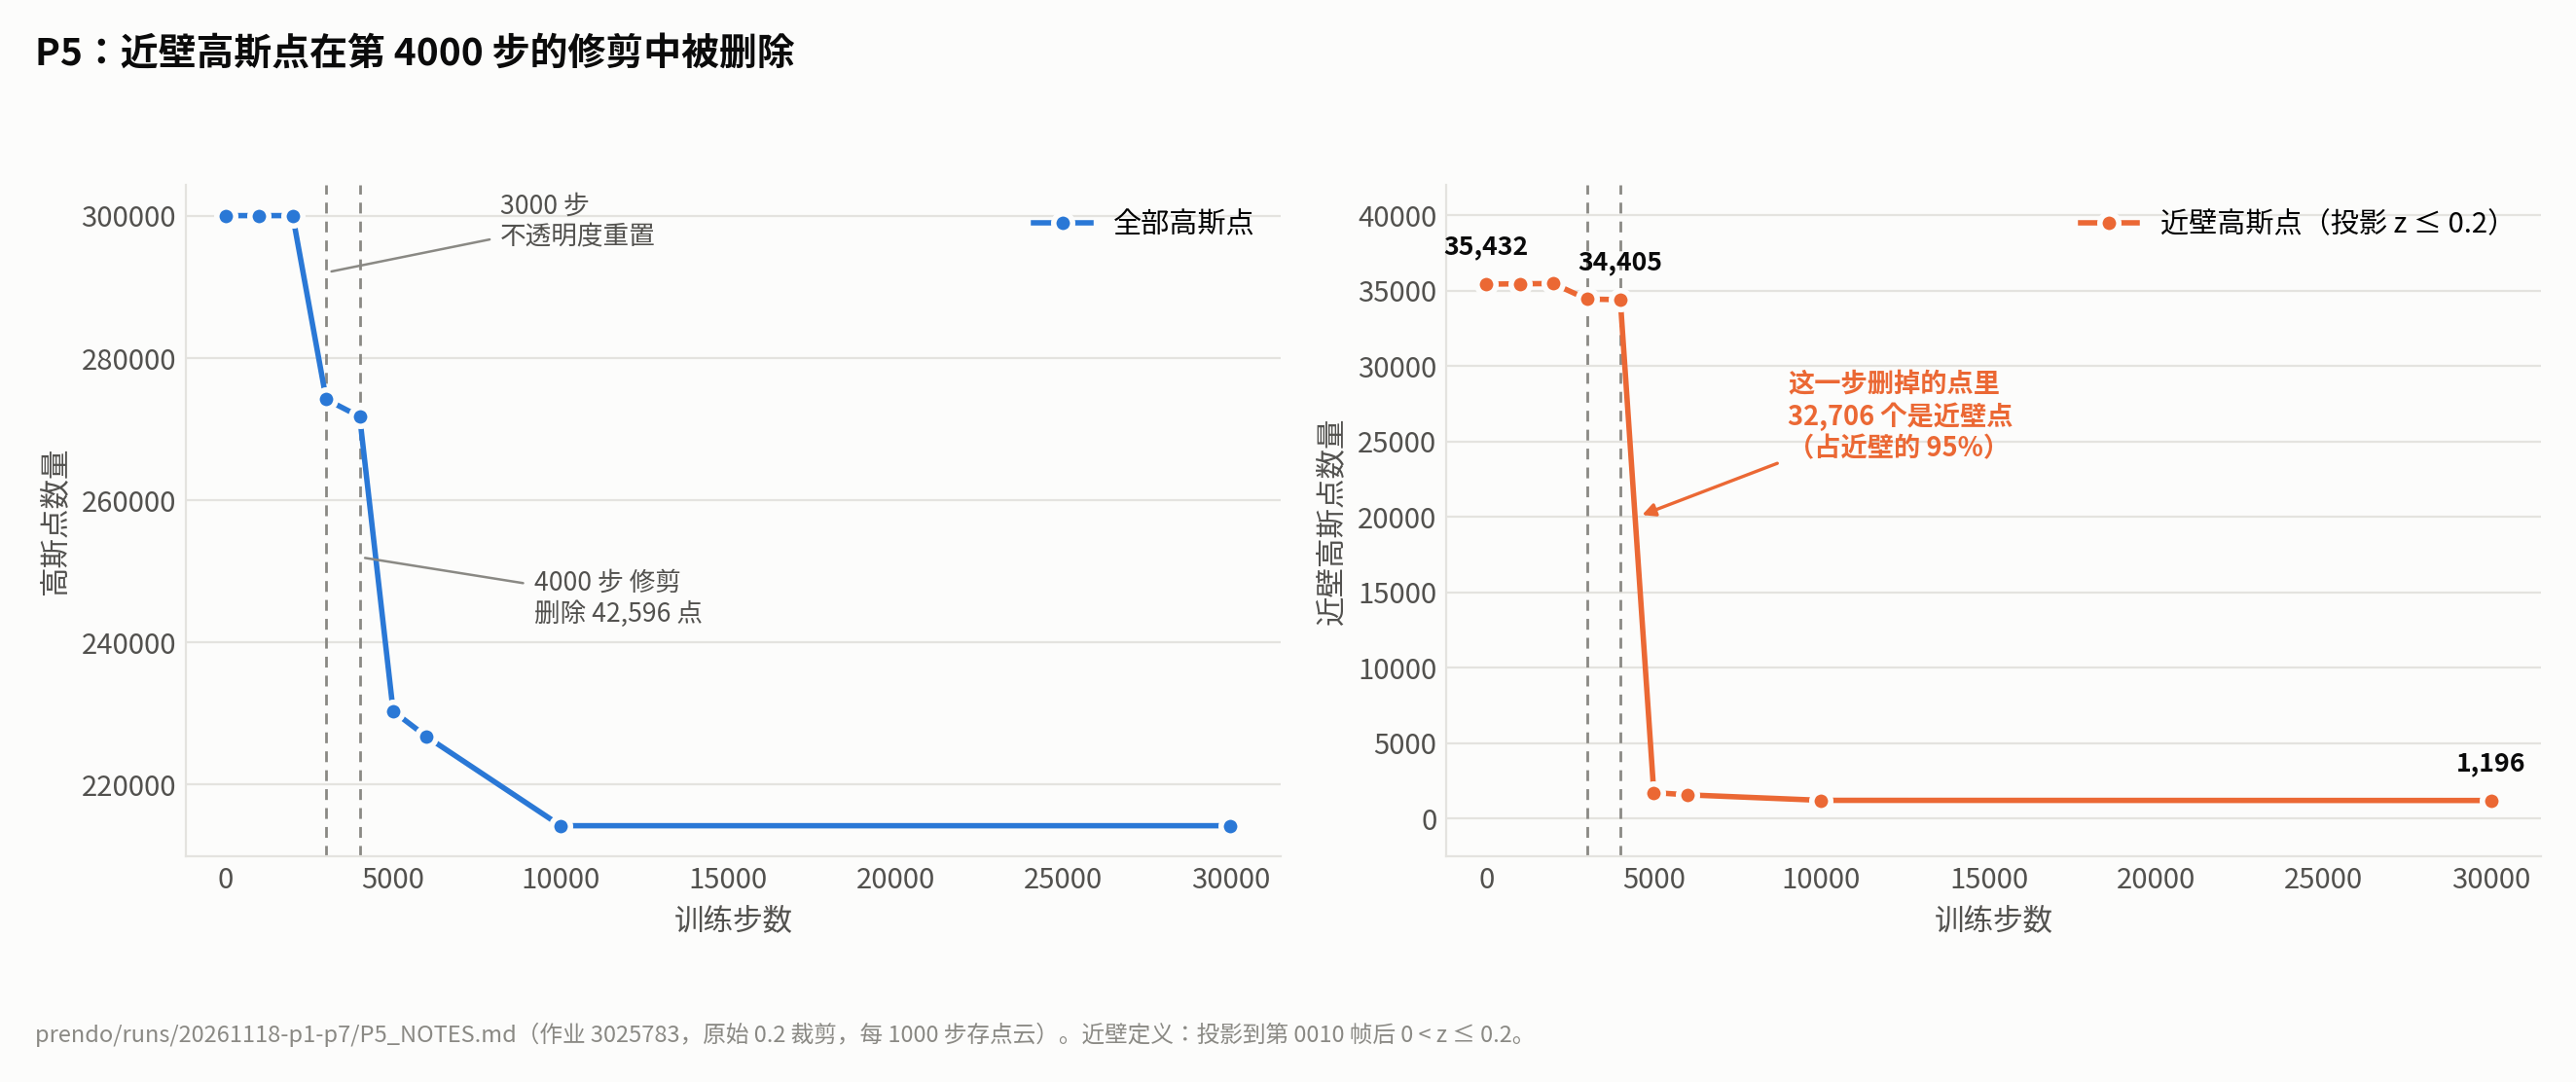 P5：近壁高斯点在第 4000 步的修剪中被删除
高斯点数量
300000
280000
260000
240000
220000
3000 步
不透明度重置
全部高斯点
4000 步 修剪
删除 42,596 点
0
5000
10000
15000
20000
25000
30000
训练步数
近壁高斯点数量
40000
35000
30000
25000
20000
15000
10000
5000
0
近壁高斯点（投影 z ≤ 0.2）
35,432
34,405
这一步删掉的点里
32,706 个是近壁点
（占近壁的 95%）
1,196
0
5000
10000
15000
20000
25000
30000
训练步数
prendo/runs/20261118-p1-p7/P5_NOTES.md（作业 3025783，原始 0.2 裁剪，每 1000 步存点云）。近壁定义：投影到第 0010 帧后 0 < z ≤ 0.2。